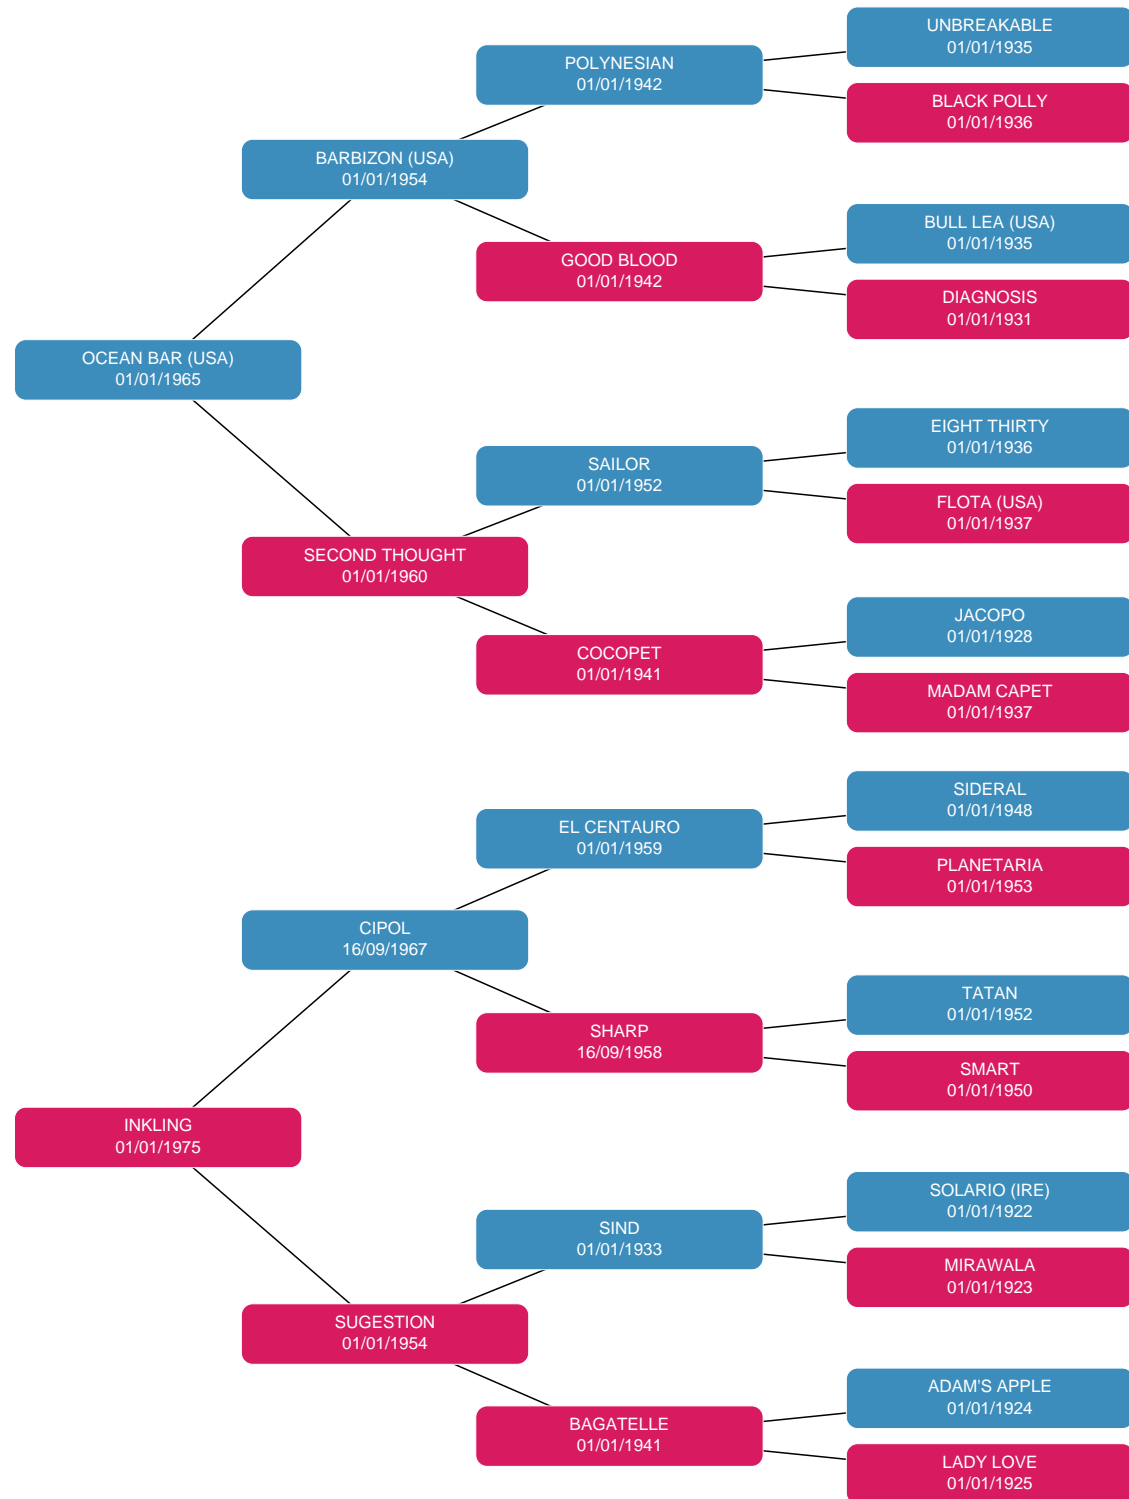 UNBREAKABLE
01/01/1935
POLYNESIAN
01/01/1942
BLACK POLLY
01/01/1936
BARBIZON (USA)
01/01/1954
BULL LEA (USA)
01/01/1935
GOOD BLOOD
01/01/1942
DIAGNOSIS
01/01/1931
OCEAN BAR (USA)
01/01/1965
EIGHT THIRTY
01/01/1936
SAILOR
01/01/1952
FLOTA (USA)
01/01/1937
SECOND THOUGHT
01/01/1960
JACOPO
01/01/1928
COCOPET
01/01/1941
MADAM CAPET
01/01/1937
SIDERAL
01/01/1948
EL CENTAURO
01/01/1959
PLANETARIA
01/01/1953
CIPOL
16/09/1967
TATAN
01/01/1952
SHARP
16/09/1958
SMART
01/01/1950
INKLING
01/01/1975
SOLARIO (IRE)
01/01/1922
SIND
01/01/1933
MIRAWALA
01/01/1923
SUGESTION
01/01/1954
ADAM'S APPLE
01/01/1924
BAGATELLE
01/01/1941
LADY LOVE
01/01/1925